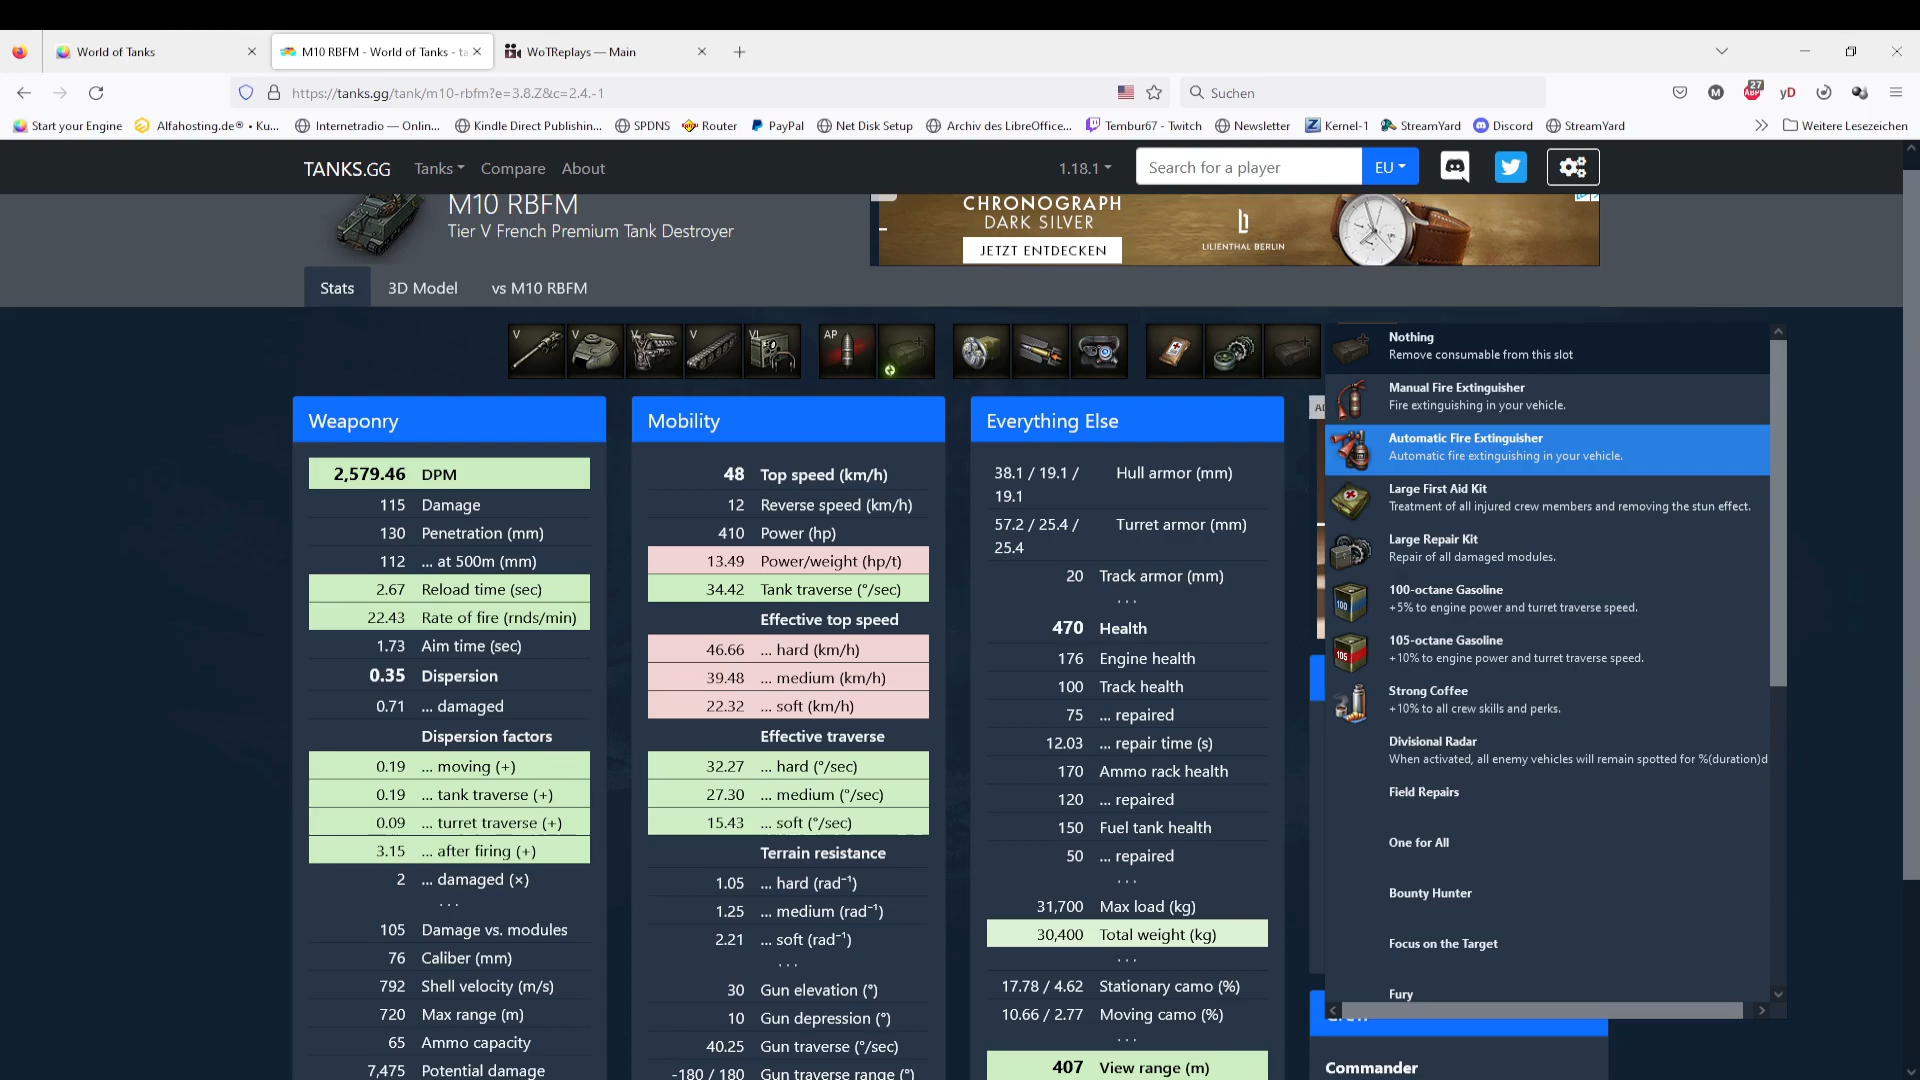 World of Tanks
M10 RBFM - World of Tanks - ta
WoTReplays — Main
https://tanks.gg/tank/m10-rbfm?e=3.8.Z&c=2.4.-1
Suchen
27
ABP
yD
Start your Engine
Alfahosting.de® • Ku...
Internetradio — Onlin...
Kindle Direct Publishin...
SPDNS
Router
PayPal
Net Disk Setup
Archiv des LibreOffice...
Tembur67 - Twitch
Newsletter
Kernel-1
StreamYard
Discord
StreamYard
Weitere Lesezeichen
TANKS.GG
Tanks
Compare
About
1.18.1
Search for a player
EU
M10 RBFM
Tier V French Premium Tank Destroyer
CHRONOGRAPH
DARK SILVER
JETZT ENTDECKEN
LILIENTHAL BERLIN
Stats
3D Model
vs M10 RBFM
V
V
V
V
VI
AP
Weaponry
2,579.46 DPM
115 Damage
130 Penetration (mm)
112 ... at 500m (mm)
2.67 Reload time (sec)
22.43 Rate of fire (rnds/min)
1.73 Aim time (sec)
0.35 Dispersion
0.71 ... damaged
Dispersion factors
0.19 ... moving (+)
0.19 ... tank traverse (+)
0.09 ... turret traverse (+)
3.15 ... after firing (+)
2 ... damaged (×)
...
105 Damage vs. modules
76 Caliber (mm)
792 Shell velocity (m/s)
720 Max range (m)
65 Ammo capacity
7,475 Potential damage
Mobility
48 Top speed (km/h)
12 Reverse speed (km/h)
410 Power (hp)
13.49 Power/weight (hp/t)
34.42 Tank traverse (°/sec)
Effective top speed
46.66 ... hard (km/h)
39.48 ... medium (km/h)
22.32 ... soft (km/h)
Effective traverse
32.27 ... hard (°/sec)
27.30 ... medium (°/sec)
15.43 ... soft (°/sec)
Terrain resistance
1.05 ... hard (rad⁻¹)
1.25 ... medium (rad⁻¹)
2.21 ... soft (rad⁻¹)
...
30 Gun elevation (°)
10 Gun depression (°)
40.25 Gun traverse (°/sec)
-180 / 180 Gun traverse range (°)
Everything Else
38.1 / 19.1 / Hull armor (mm)
19.1
57.2 / 25.4 / Turret armor (mm)
25.4
20 Track armor (mm)
...
470 Health
176 Engine health
100 Track health
75 ... repaired
12.03 ... repair time (s)
170 Ammo rack health
120 ... repaired
150 Fuel tank health
50 ... repaired
...
31,700 Max load (kg)
30,400 Total weight (kg)
...
17.78 / 4.62 Stationary camo (%)
10.66 / 2.77 Moving camo (%)
...
407 View range (m)
Nothing
Remove consumable from this slot
Manual Fire Extinguisher
Fire extinguishing in your vehicle.
Automatic Fire Extinguisher
Automatic fire extinguishing in your vehicle.
Large First Aid Kit
Treatment of all injured crew members and removing the stun effect.
Large Repair Kit
Repair of all damaged modules.
100-octane Gasoline
+5% to engine power and turret traverse speed.
105-octane Gasoline
+10% to engine power and turret traverse speed.
Strong Coffee
+10% to all crew skills and perks.
Divisional Radar
When activated, all enemy vehicles will remain spotted for %(duration)d
Field Repairs
One for All
Bounty Hunter
Focus on the Target
Fury
Crew
Commander